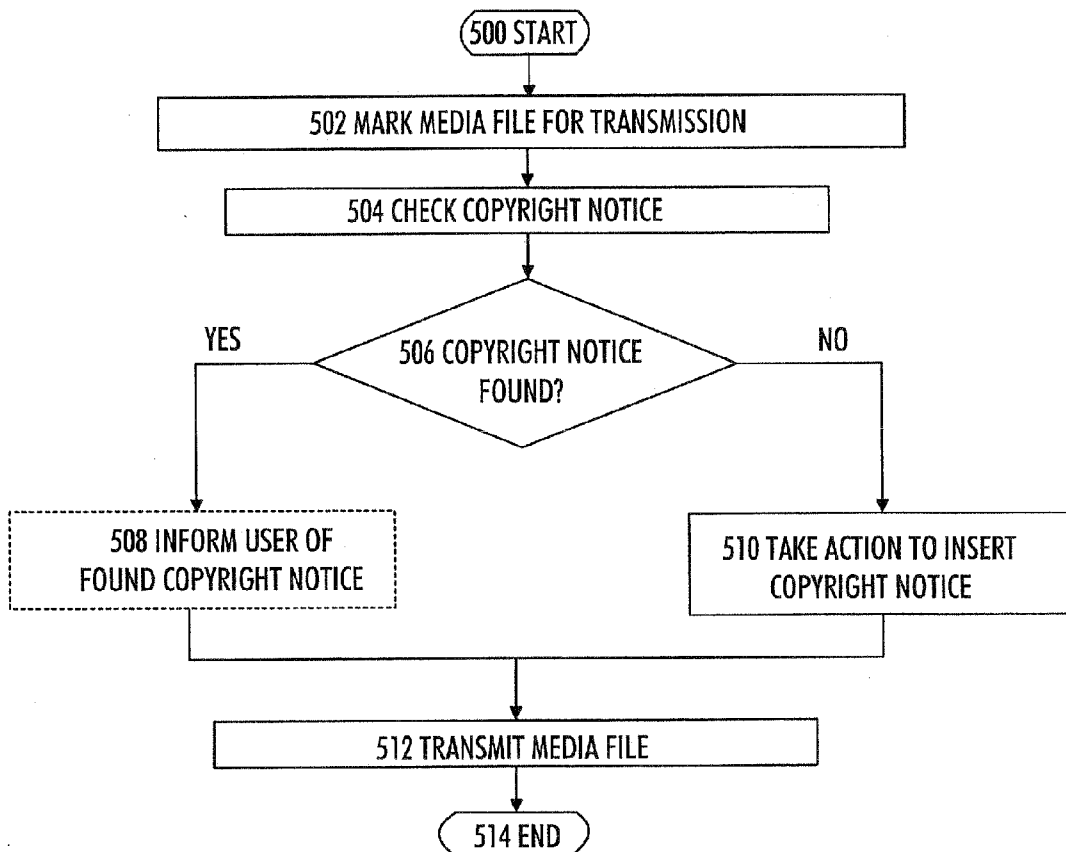 500 START
502 MARK MEDIA FILE FOR TRANSMISSION
504 CHECK COPYRIGHT NOTICE
YES
506 COPYRIGHT NOTICE
FOUND?
NO
508 INFORM USER OF
FOUND COPYRIGHT NOTICE
510 TAKE ACTION TO INSERT
COPYRIGHT NOTICE
512 TRANSMIT MEDIA FILE
514 END